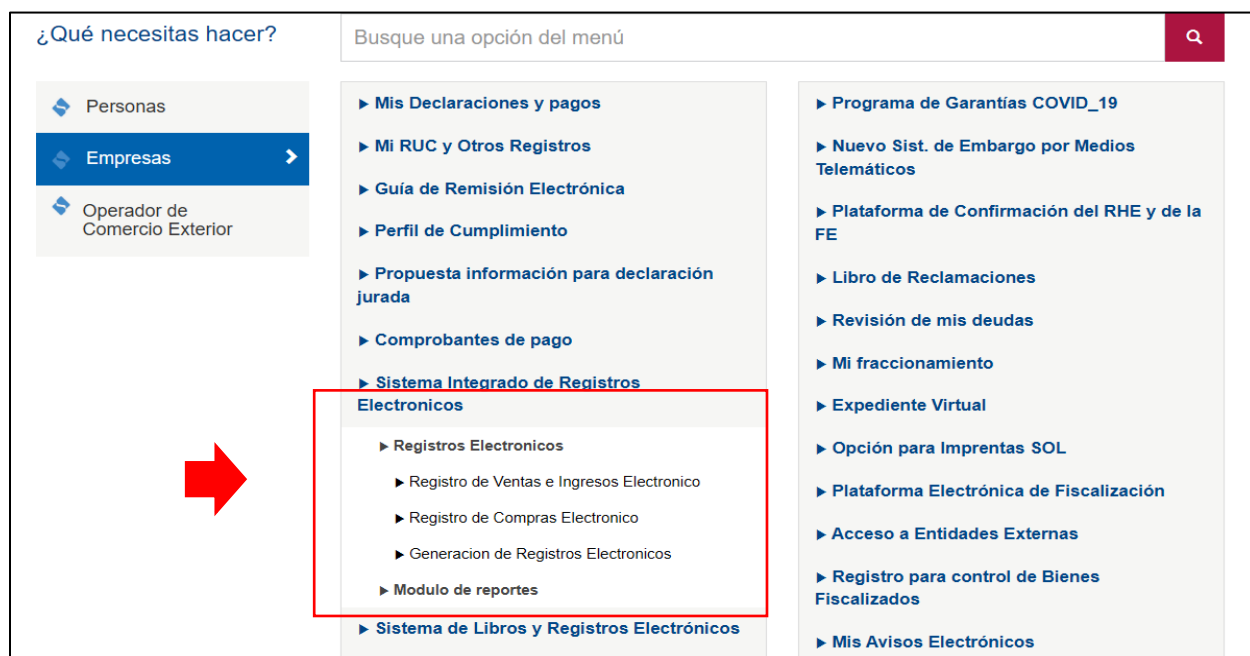 ¿Qué necesitas hacer?
Busque una opción del menú
Personas
Empresas
Operador de
Comercio Exterior
Mis Declaraciones y pagos
Mi RUC y Otros Registros
Guía de Remisión Electrónica
Perfil de Cumplimiento
Propuesta información para declaración
jurada
Comprobantes de pago
Sistema Integrado de Registros
Electronicos
Registros Electronicos
Registro de Ventas e Ingresos Electronico
Registro de Compras Electronico
Generacion de Registros Electronicos
Modulo de reportes
Sistema de Libros y Registros Electrónicos
Programa de Garantías COVID_19
Nuevo Sist. de Embargo por Medios
Telemáticos
Plataforma de Confirmación del RHE y de la
FE
Libro de Reclamaciones
Revisión de mis deudas
Mi fraccionamiento
Expediente Virtual
Opción para Imprentas SOL
Plataforma Electrónica de Fiscalización
Acceso a Entidades Externas
Registro para control de Bienes
Fiscalizados
Mis Avisos Electrónicos